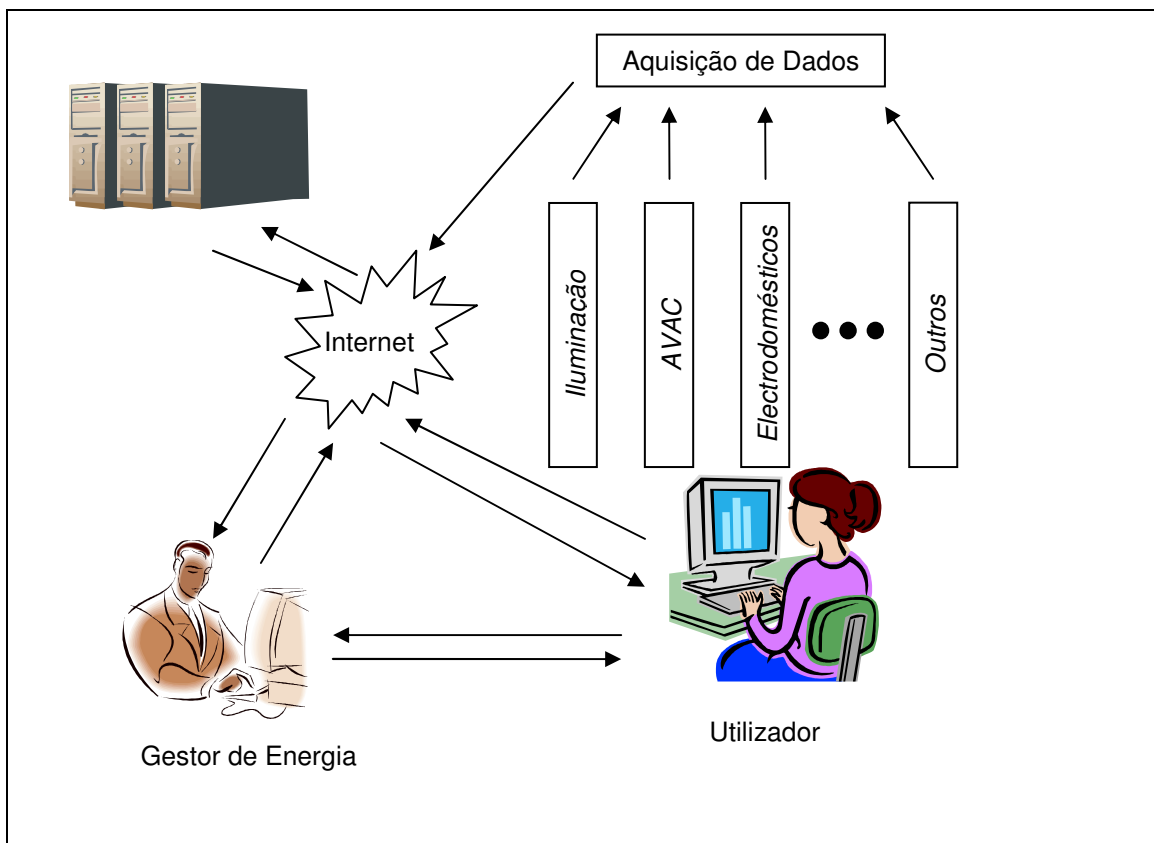 Aquisição de Dados
Iluminação
AVAC
Electrodomésticos
Outros
Internet
Utilizador
Gestor de Energia